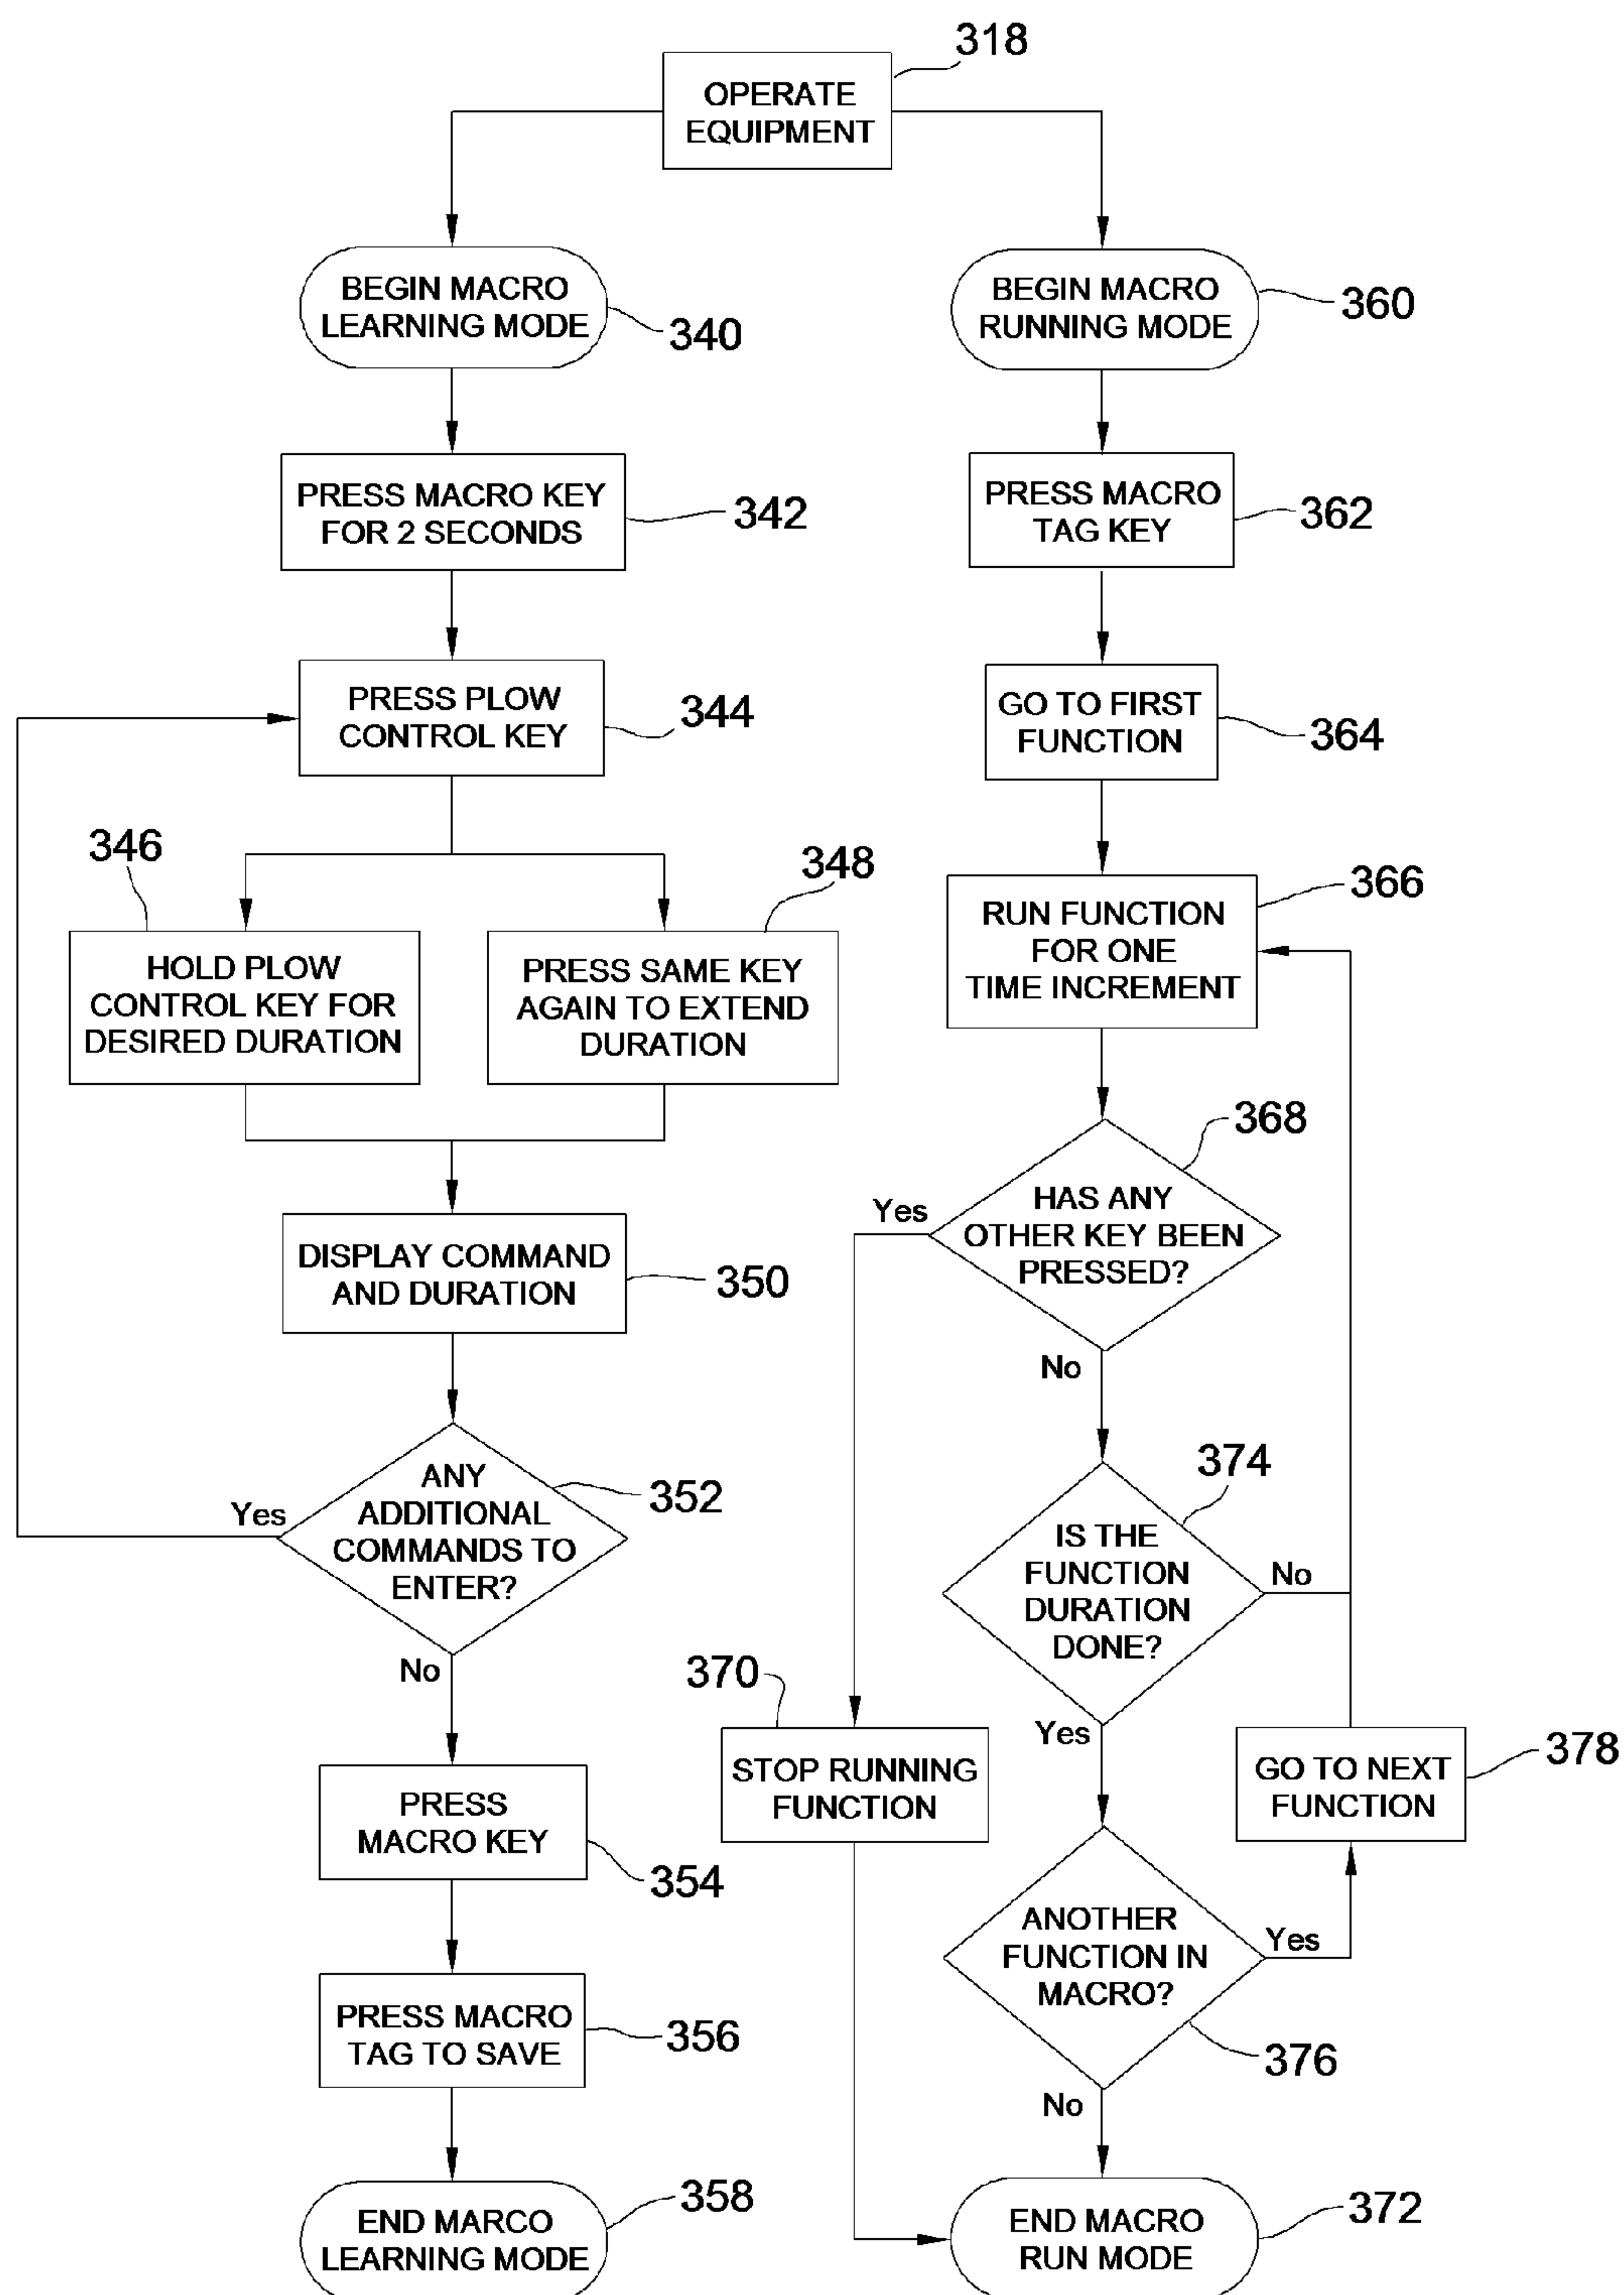 318
OPERATE
EQUIPMENT
BEGIN MACRO
LEARNING MODE
340
PRESS MACRO KEY
FOR 2 SECONDS
342
PRESS PLOW
CONTROL KEY
344
346
HOLD PLOW
CONTROL KEY FOR
DESIRED DURATION
348
PRESS SAME KEY
AGAIN TO EXTEND
DURATION
DISPLAY COMMAND
AND DURATION
350
ANY
ADDITIONAL
COMMANDS TO
ENTER?
352
Yes
No
PRESS
MACRO KEY
354
PRESS MACRO
TAG TO SAVE
356
END MARCO
LEARNING MODE
358
BEGIN MACRO
RUNNING MODE
360
PRESS MACRO
TAG KEY
362
GO TO FIRST
FUNCTION
364
RUN FUNCTION
FOR ONE
TIME INCREMENT
366
368
HAS ANY
OTHER KEY BEEN
PRESSED?
Yes
No
374
IS THE
FUNCTION
DURATION
DONE?
No
Yes
370
STOP RUNNING
FUNCTION
GO TO NEXT
FUNCTION
378
ANOTHER
FUNCTION IN
MACRO?
Yes
376
No
END MACRO
RUN MODE
372